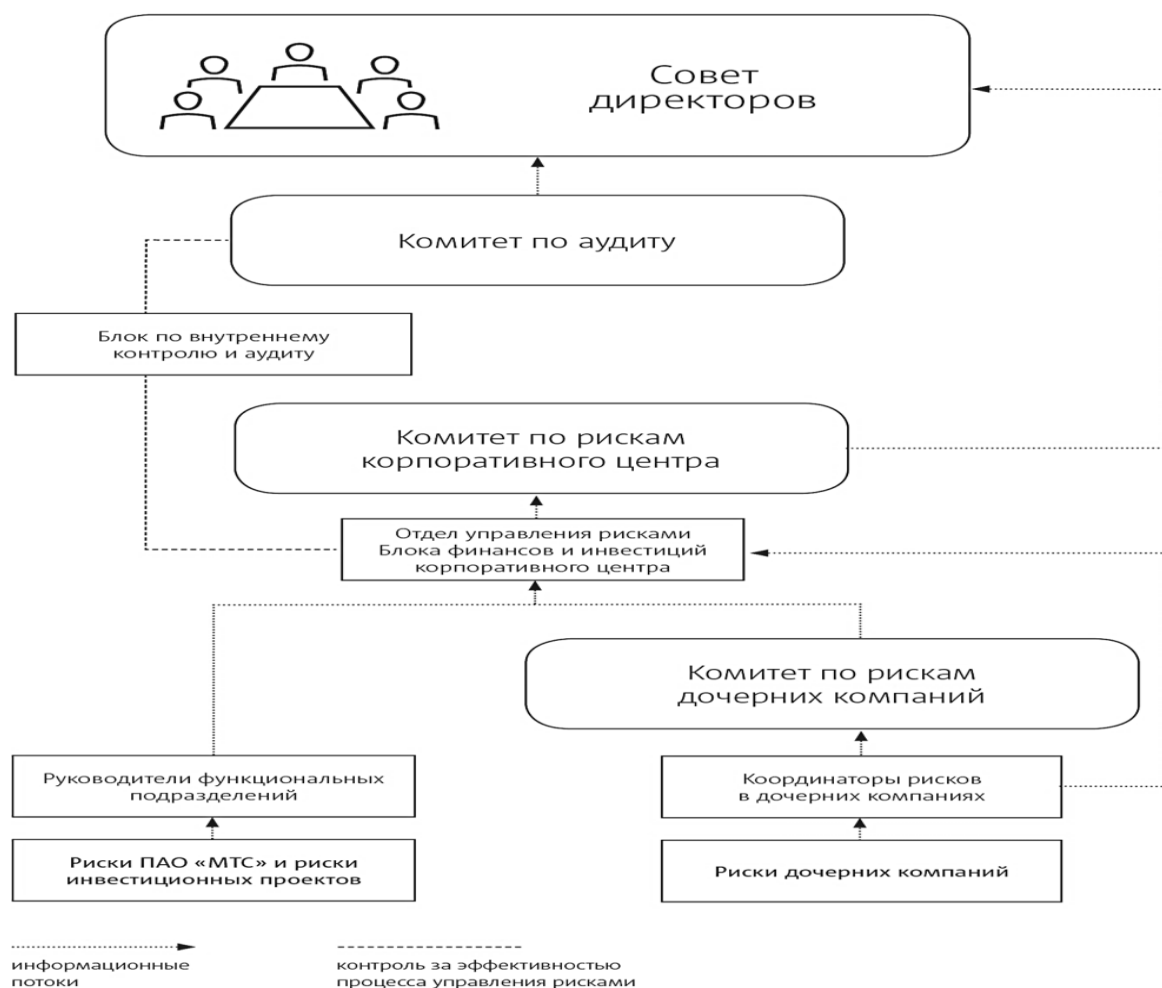 Совет
директоров
Комитет по аудиту
Блок по внутреннему
контролю и аудиту
Комитет по рискам
корпоративного центра
Отдел управления рисками
Блока финансов и инвестиций
корпоративного центра
Комитет по рискам
дочерних компаний
Руководители функциональных
подразделений
Координаторы рисков
в дочерних компаниях
Риски ПАО «МТС» и риски
инвестиционных проектов
Риски дочерних компаний
информационные
потоки
контроль за эффективностью
процесса управления рисками